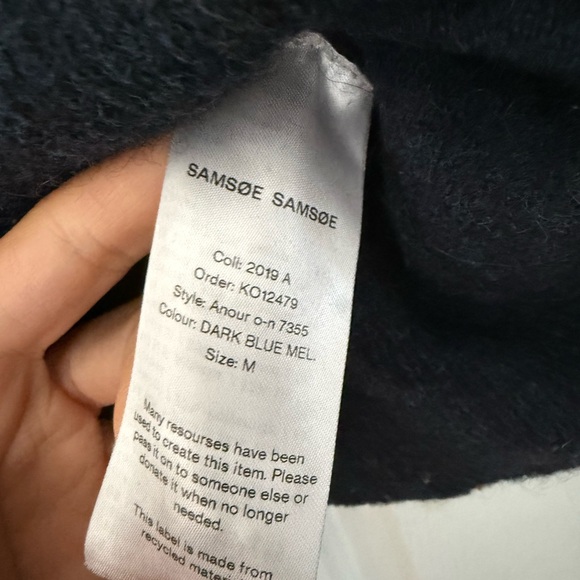 SAMSØE SAMSØE
Coll: 2019 A
Order: KO12479
Style: Anour o-n 7355
Colour: DARK BLUE MEL.
Size: M
Many resourses have been
used to create this item. Please
pass it on to someone else or
donate it when no longer
needed.
This label is made from
recycled